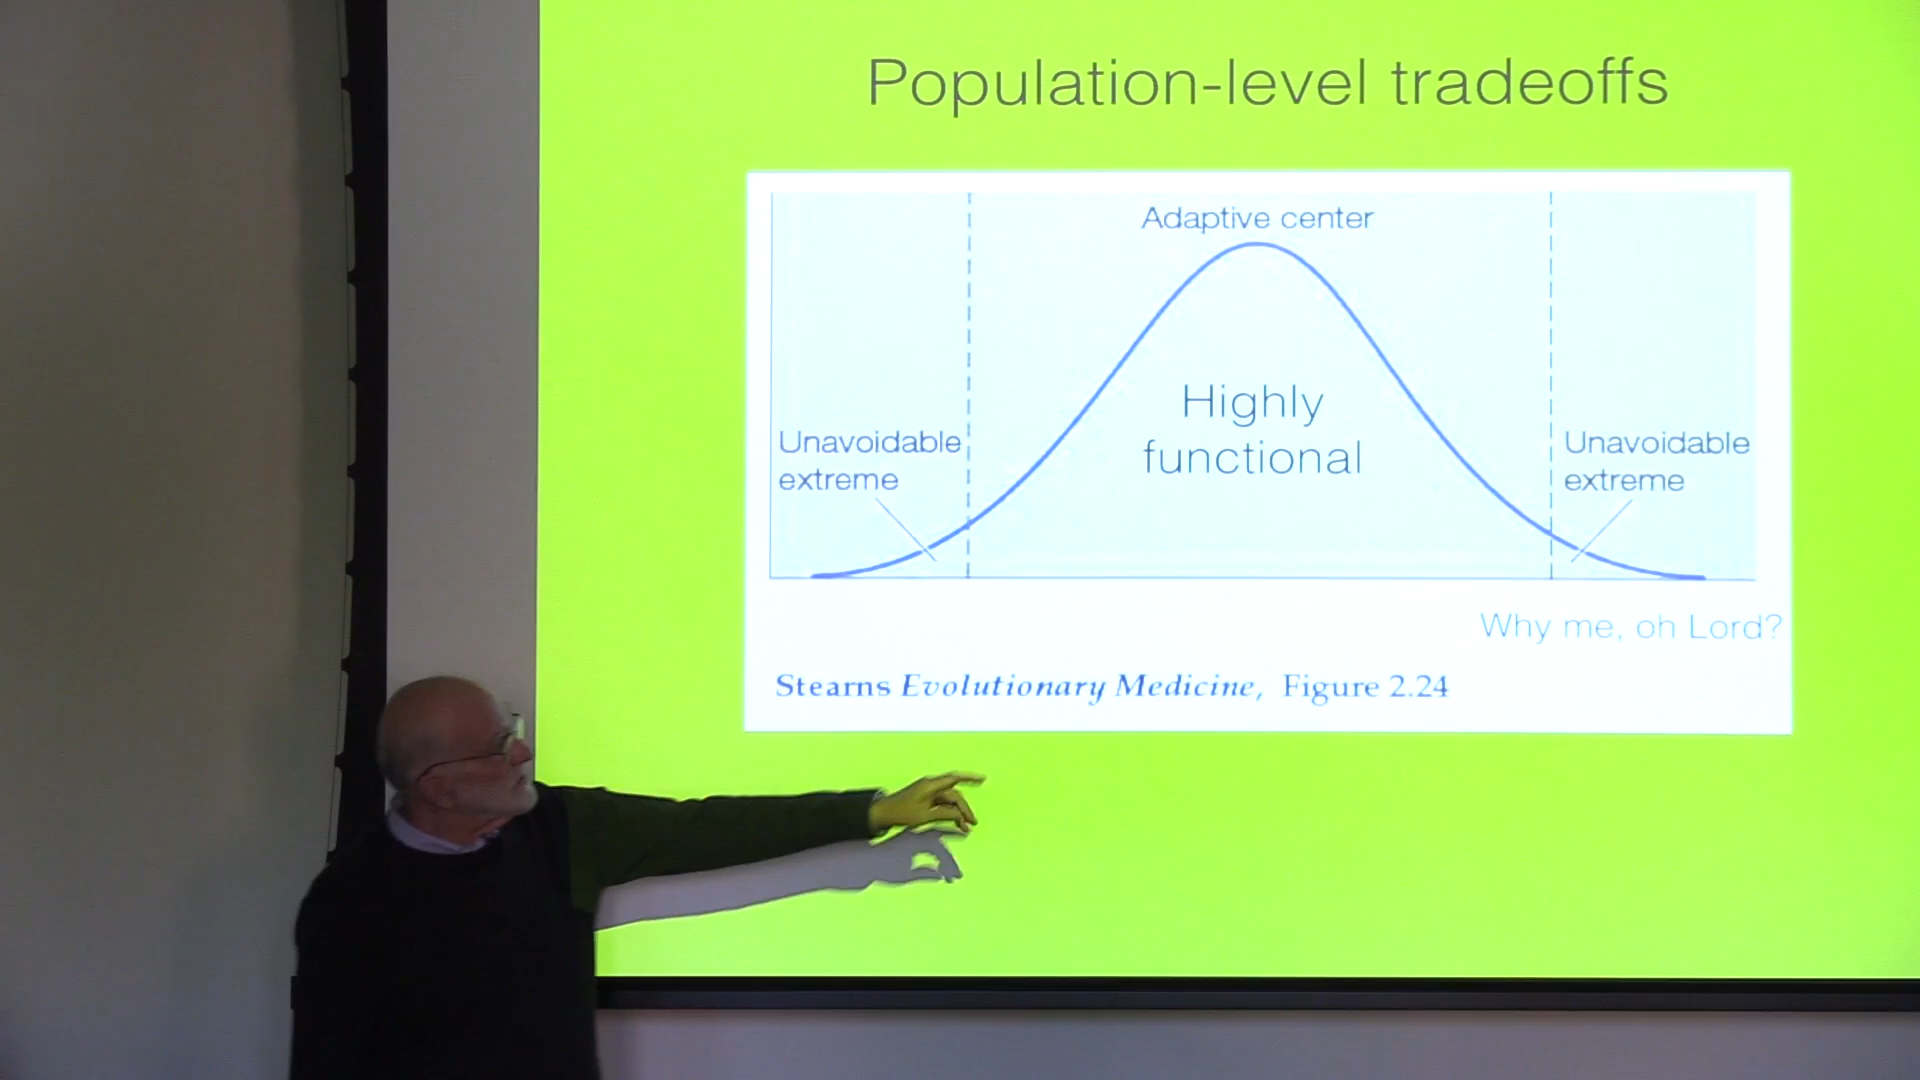 Population-level tradeoffs
Adaptive center
Highly
functional
Unavoidable
extreme
Unavoidable
extreme
Why me, oh Lord?
Stearns Evolutionary Medicine, Figure 2.24